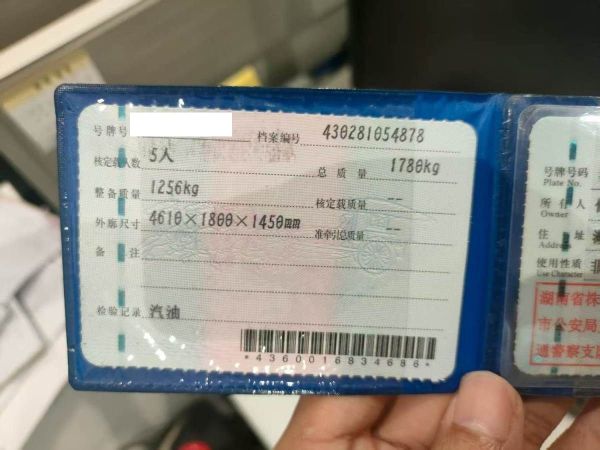 号牌号 档案编号 430281054878
核定载人数 5人 总质量 1780kg
整备质量 1256kg 核定载质量 --
外廓尺寸 4610×1800×1450mm 准牵引总质量 --
备注
检验记录 汽油
*4360016834686*
号牌号码
Plate No.
所有人
Owner
住址 湖
Address
使用性质 非
Use Character
湖南省株
市公安局
通警察支